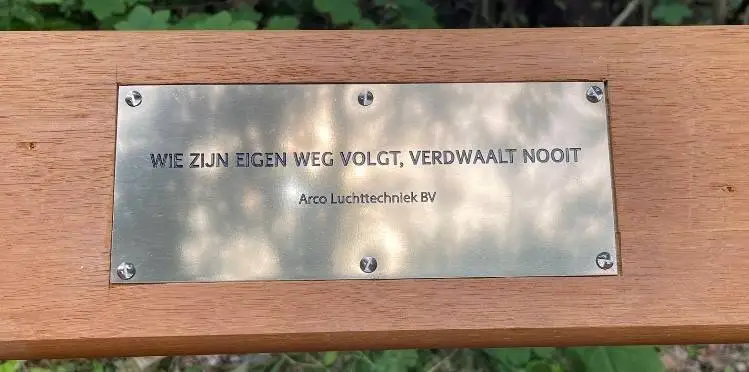 WIE ZIJN EIGEN WEG VOLGT, VERDWAALT NOOIT
Arco Luchttechniek BV